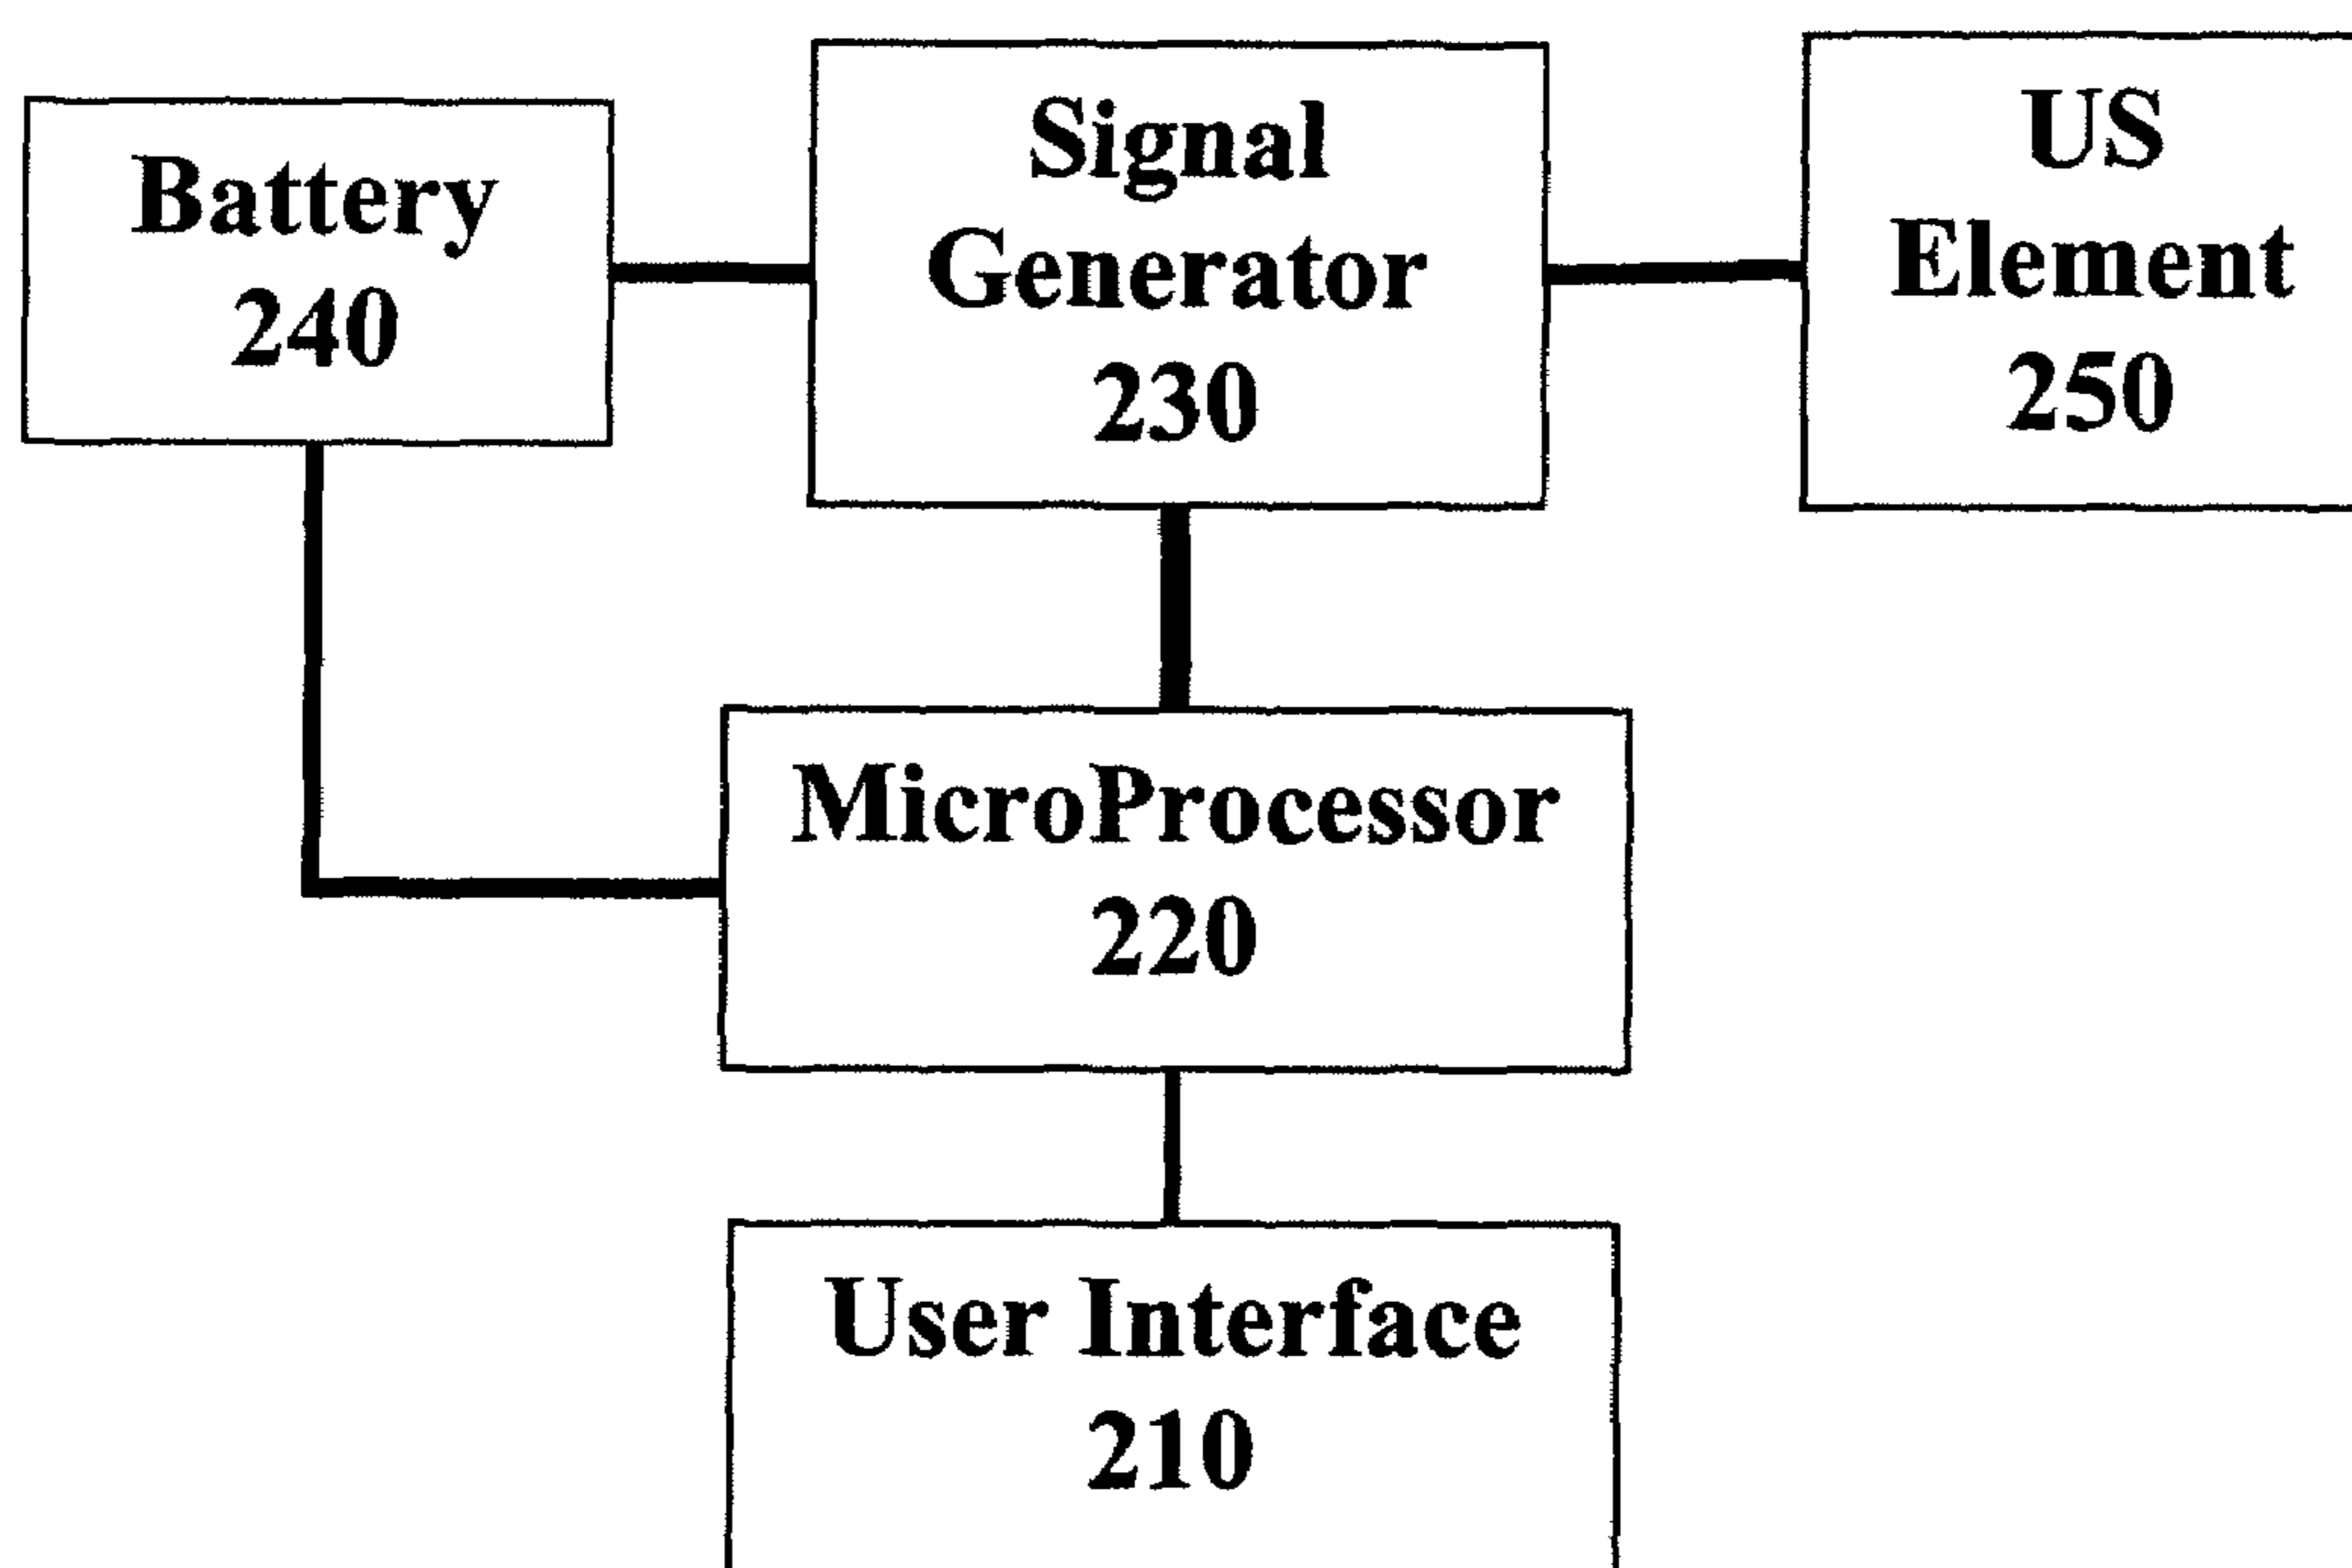 Battery
240
Signal
Generator
230
US
Element
250
MicroProcessor
220
User Interface
210